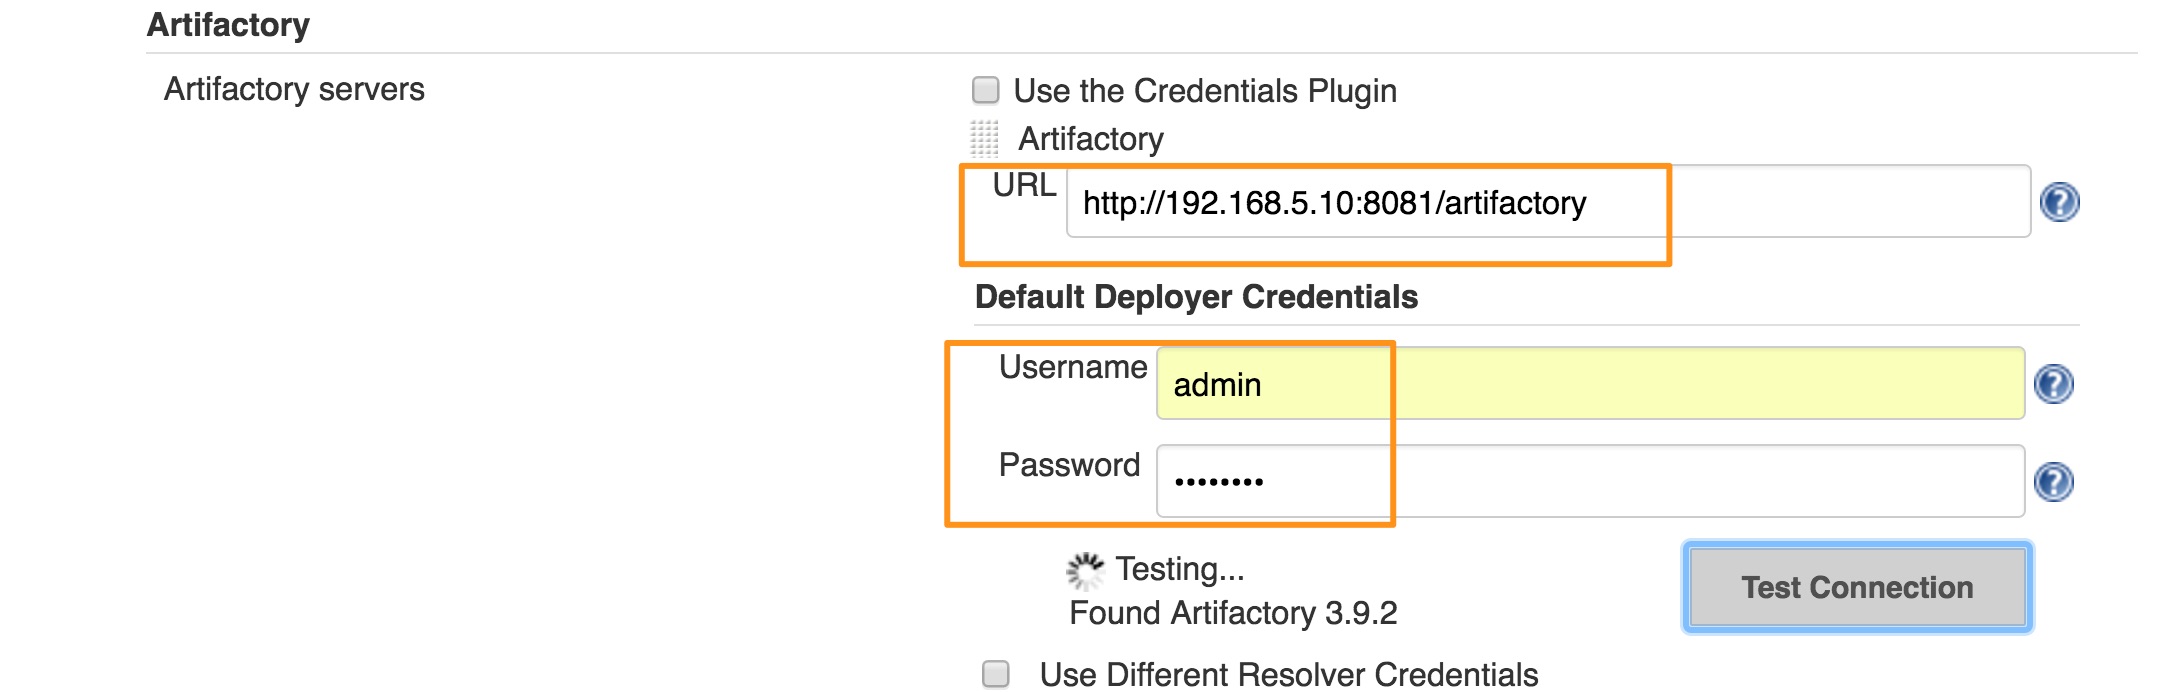 Artifactory
Artifactory servers
Use the Credentials Plugin
Artifactory
URL http://192.168.5.10:8081/artifactory
Default Deployer Credentials
Username admin
Password ••••••••
Testing...
Found Artifactory 3.9.2
Test Connection
Use Different Resolver Credentials